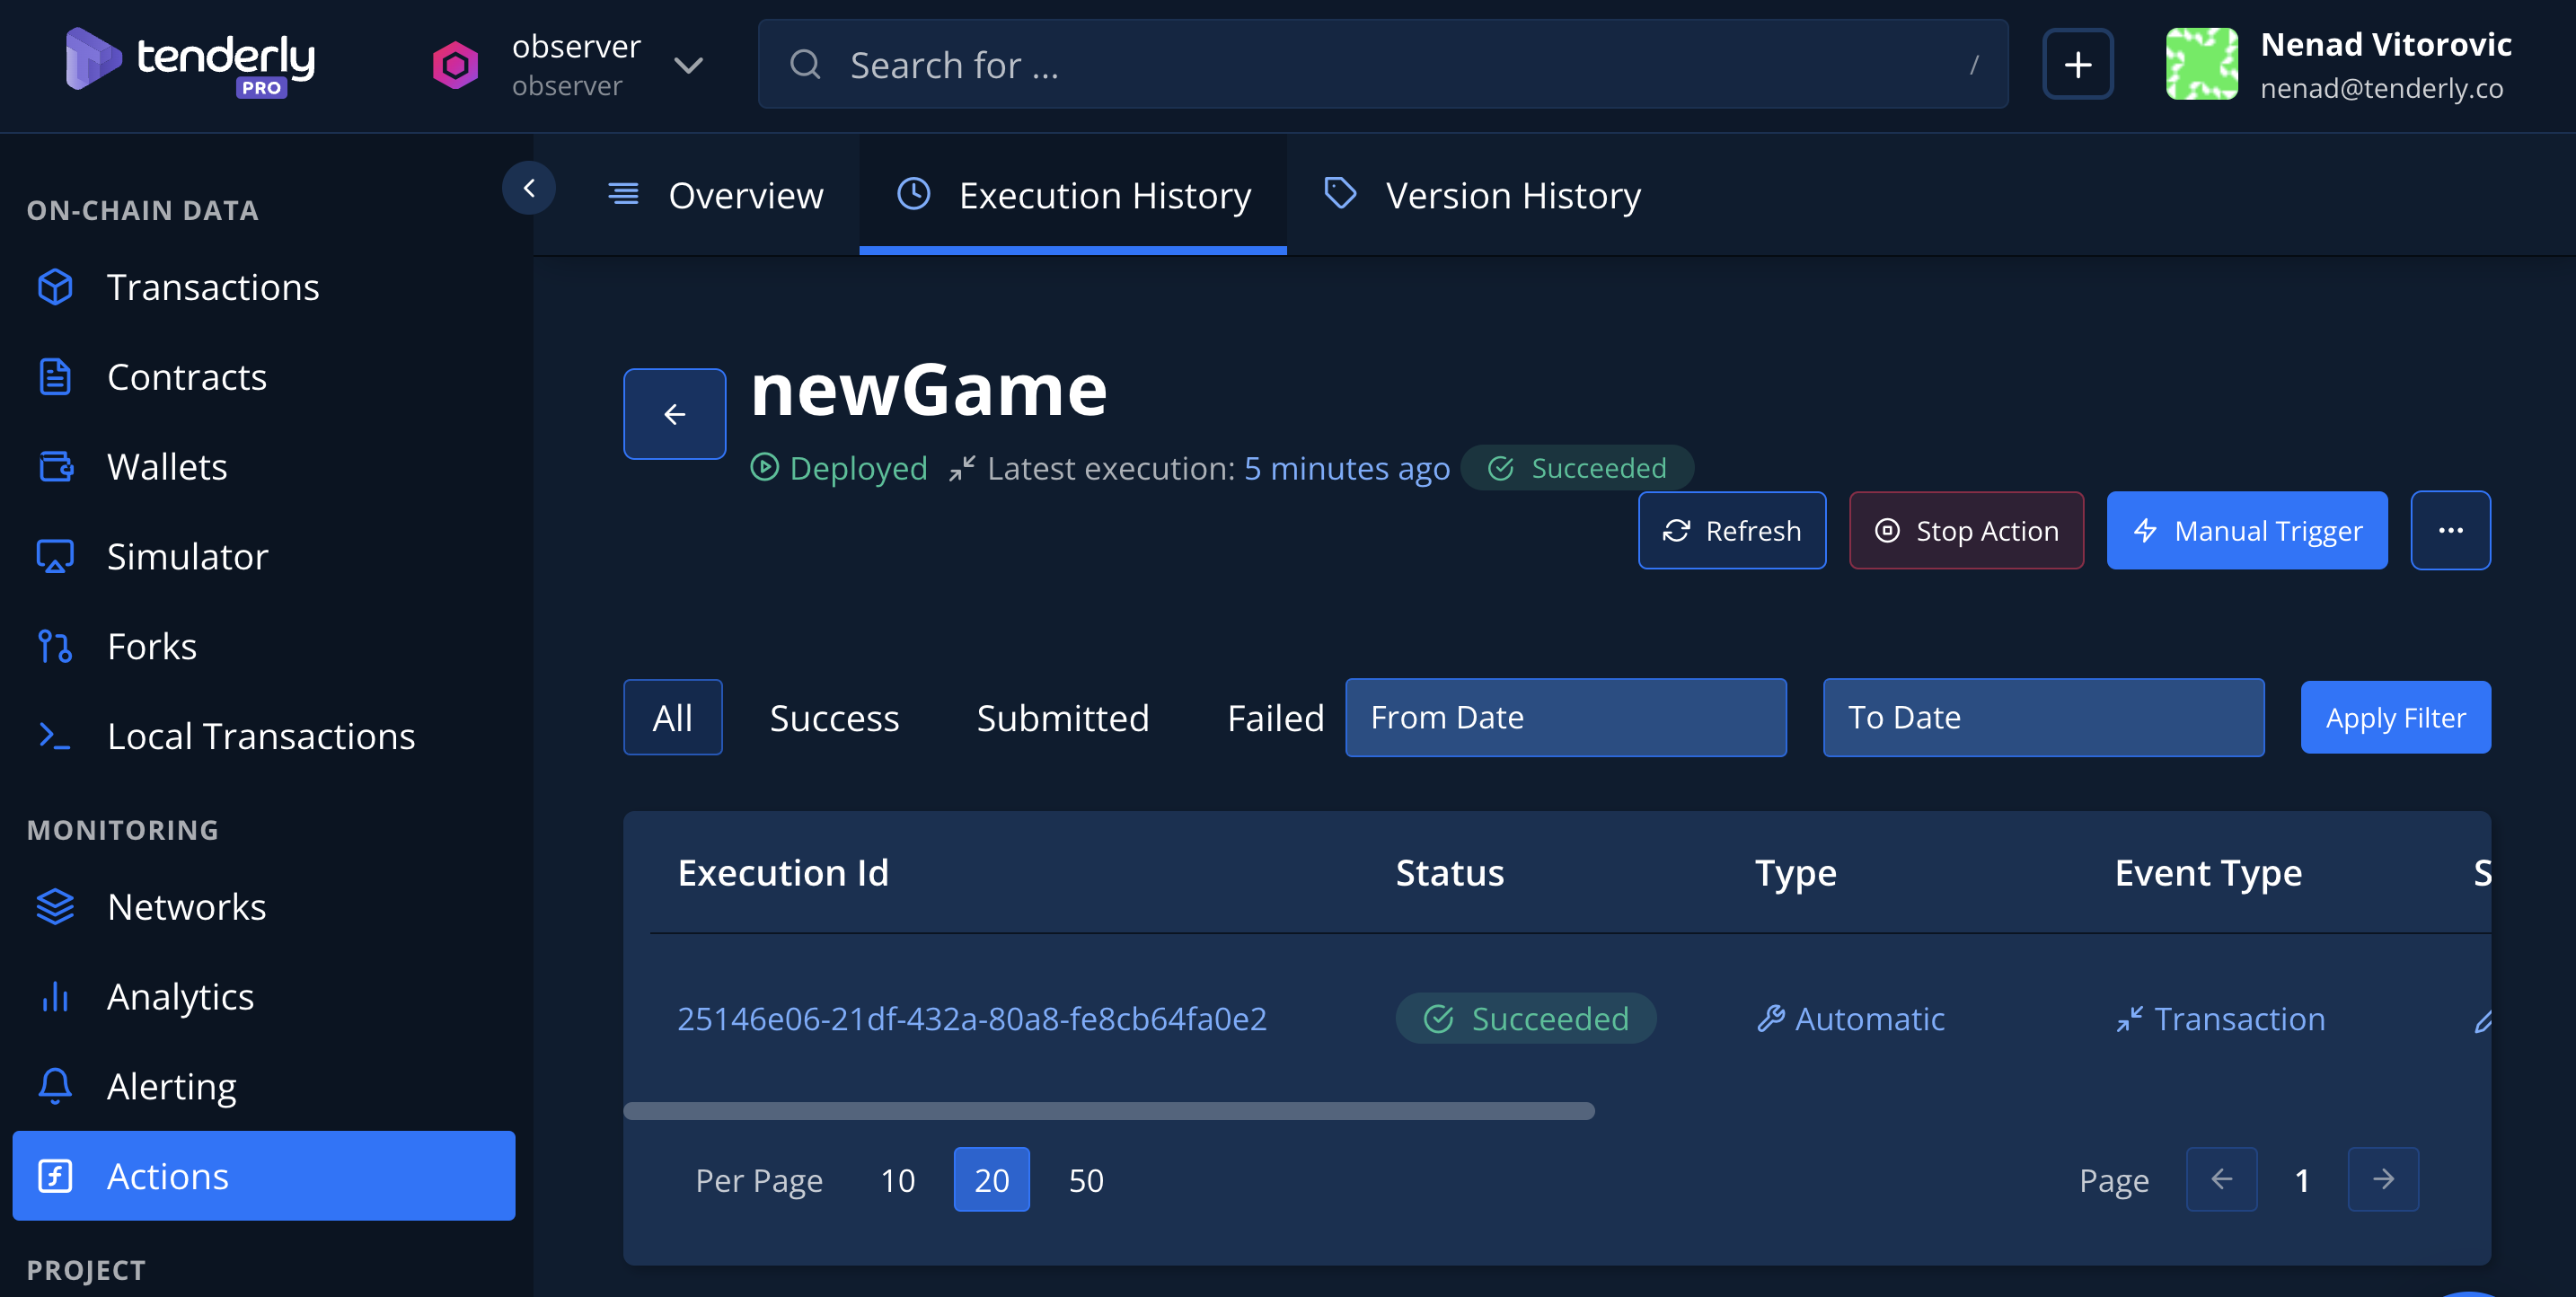 tenderly
PRO
observer
observer
Search for ...
/
Nenad Vitorovic
nenad@tenderly.co
ON-CHAIN DATA
Transactions
Contracts
Wallets
Simulator
Forks
Local Transactions
MONITORING
Networks
Analytics
Alerting
Actions
PROJECT
Overview
Execution History
Version History
newGame
Deployed
Latest execution: 5 minutes ago
Succeeded
Refresh
Stop Action
Manual Trigger
All
Success
Submitted
Failed
From Date
To Date
Apply Filter
Execution Id
Status
Type
Event Type
S
25146e06-21df-432a-80a8-fe8cb64fa0e2
Succeeded
Automatic
Transaction
Per Page
10
20
50
Page
1